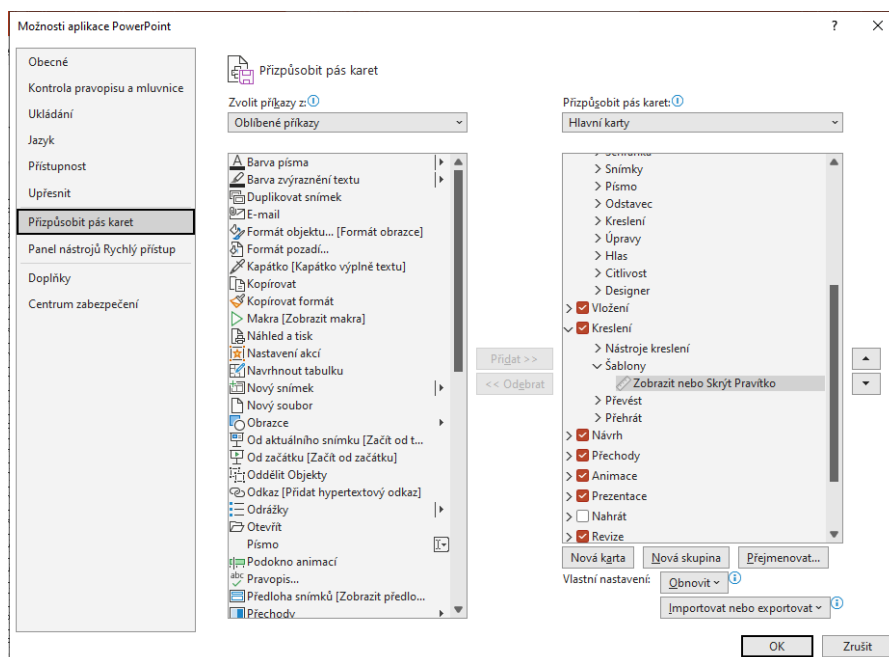 Možnosti aplikace PowerPoint
?
Obecné
Kontrola pravopisu a mluvnice
Ukládání
Jazyk
Přístupnost
Upřesnit
Přizpůsobit pás karet
Panel nástrojů Rychlý přístup
Doplňky
Centrum zabezpečení
Přizpůsobit pás karet
Zvolit příkazy z:
Oblíbené příkazy
Barva písma
Barva zvýraznění textu
Duplikovat snímek
E-mail
Formát objektu... [Formát obrazce]
Formát pozadí...
Kapátko [Kapátko výplně textu]
Kopírovat
Kopírovat formát
Makra [Zobrazit makra]
Náhled a tisk
Nastavení akcí
Navrhnout tabulku
Nový snímek
Nový soubor
Obrazce
Od aktuálního snímku [Začít od t...
Od začátku [Začít od začátku]
Oddělit Objekty
Odkaz [Přidat hypertextový odkaz]
Odrážky
Otevřít
Písmo
Podokno animací
Pravopis...
Předloha snímků [Zobrazit předlo...
Přechody
Přidat >>
<< Odebrat
Přizpůsobit pás karet:
Hlavní karty
Schránka
Snímky
Písmo
Odstavec
Kreslení
Úpravy
Hlas
Citlivost
Designer
Vložení
Kreslení
Nástroje kreslení
Šablony
Zobrazit nebo Skrýt Pravítko
Převést
Přehrát
Návrh
Přechody
Animace
Prezentace
Nahrát
Revize
Nová karta
Nová skupina
Přejmenovat...
Vlastní nastavení:
Obnovit
Importovat nebo exportovat
OK
Zrušit